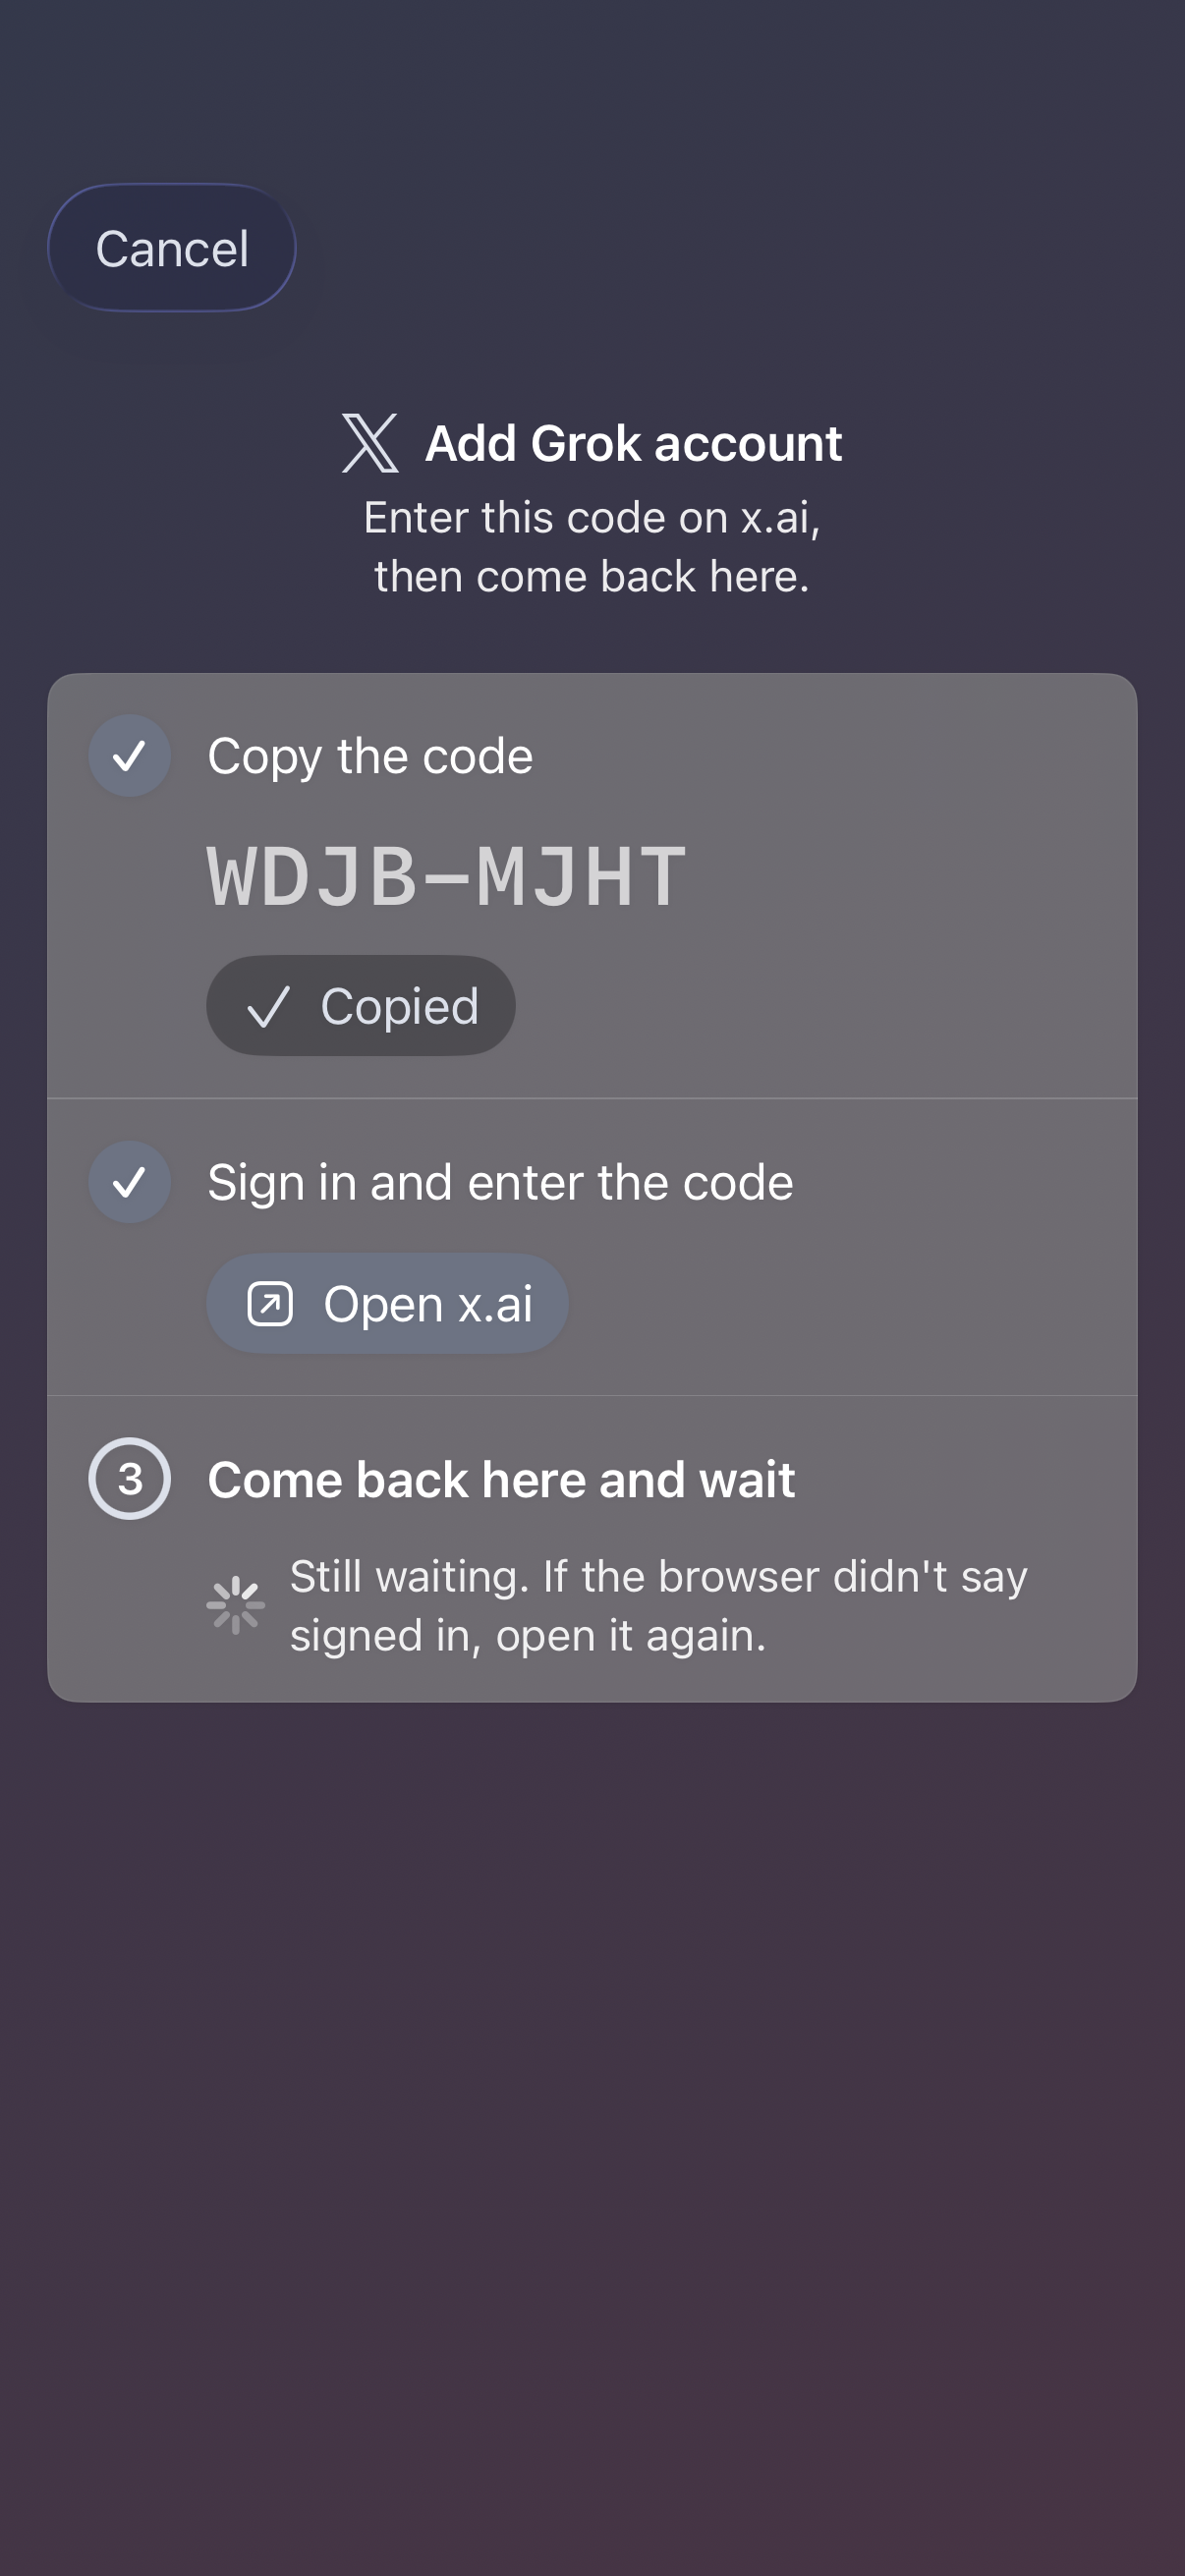 Cancel
Add Grok account
Enter this code on x.ai,
then come back here.
Copy the code
WDJB-MJHT
Copied
Sign in and enter the code
Open x.ai
3
Come back here and wait
Still waiting. If the browser didn't say
signed in, open it again.